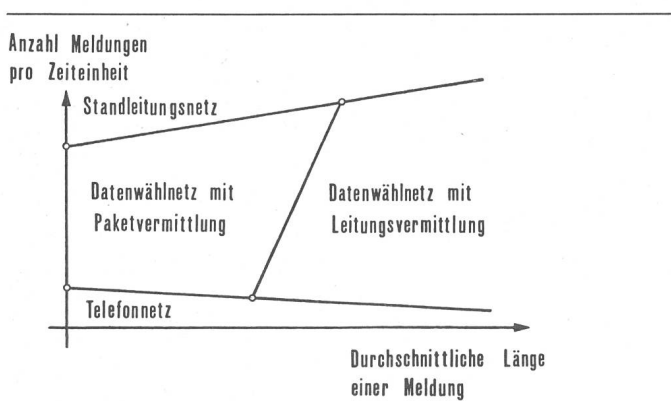 Anzahl Meldungen
pro Zeiteinheit
Standleitungsnetz
Datenwählnetz mit
Paketvermittlung
Datenwählnetz mit
Leitungsvermittlung
Telefonnetz
Durchschnittliche Länge
einer Meldung